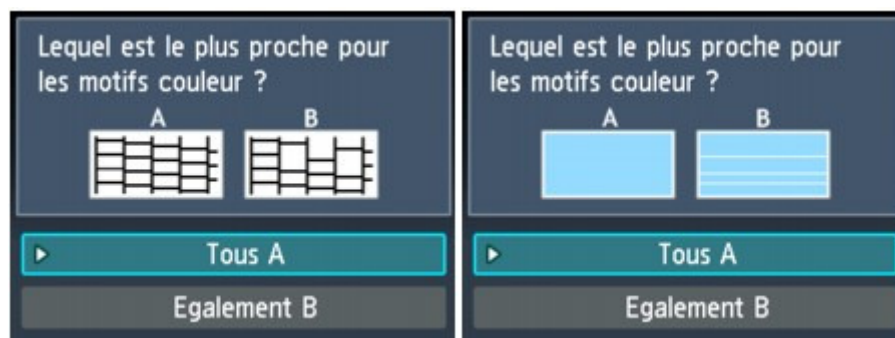 Lequel est le plus proche pour
les motifs couleur ?
A B
Tous A
Egalement B
Lequel est le plus proche pour
les motifs couleur ?
A B
Tous A
Egalement B